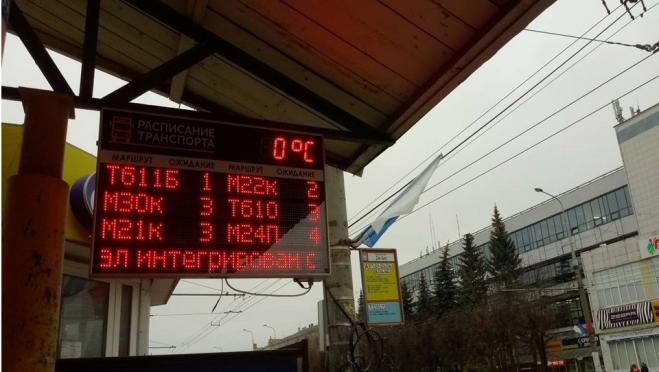 РАСПИСАНИЕ
ТРАНСПОРТА
0°C
МАРШРУТ ОЖИДАНИЕ МАРШРУТ ОЖИДАНИЕ
Т611Б 1 М22К 2
М30К 3 Т610 3
М21К 3 М24П 4
ЭЛ ИНТЕГРИРОВАН С